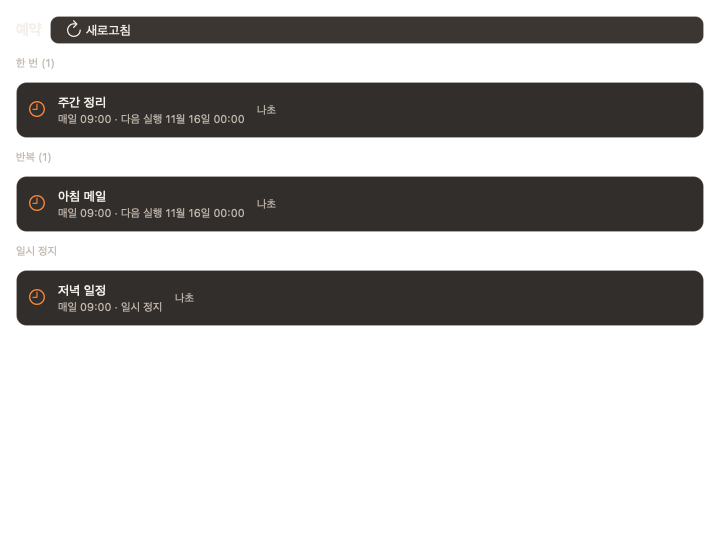 예약
새로고침
한 번 (1)
주간 정리
매일 09:00 · 다음 실행 11월 16일 00:00
나초
반복 (1)
아침 메일
매일 09:00 · 다음 실행 11월 16일 00:00
나초
일시 정지
저녁 일정
매일 09:00 · 일시 정지
나초